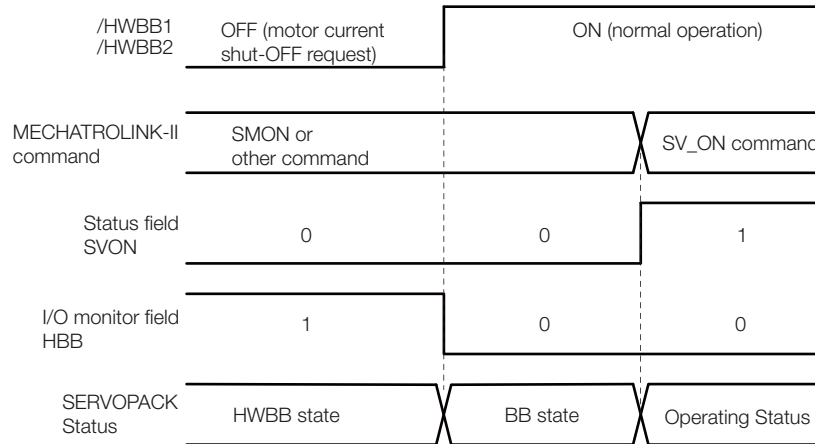 /HWBB1
/HWBB2
OFF (motor current
shut-OFF request)
ON (normal operation)
MECHATROLINK-II
command
SMON or
other command
SV_ON command
Status field
SVON
0
0
1
I/O monitor field
HBB
1
0
0
SERVOPACK
Status
HWBB state
BB state
Operating Status